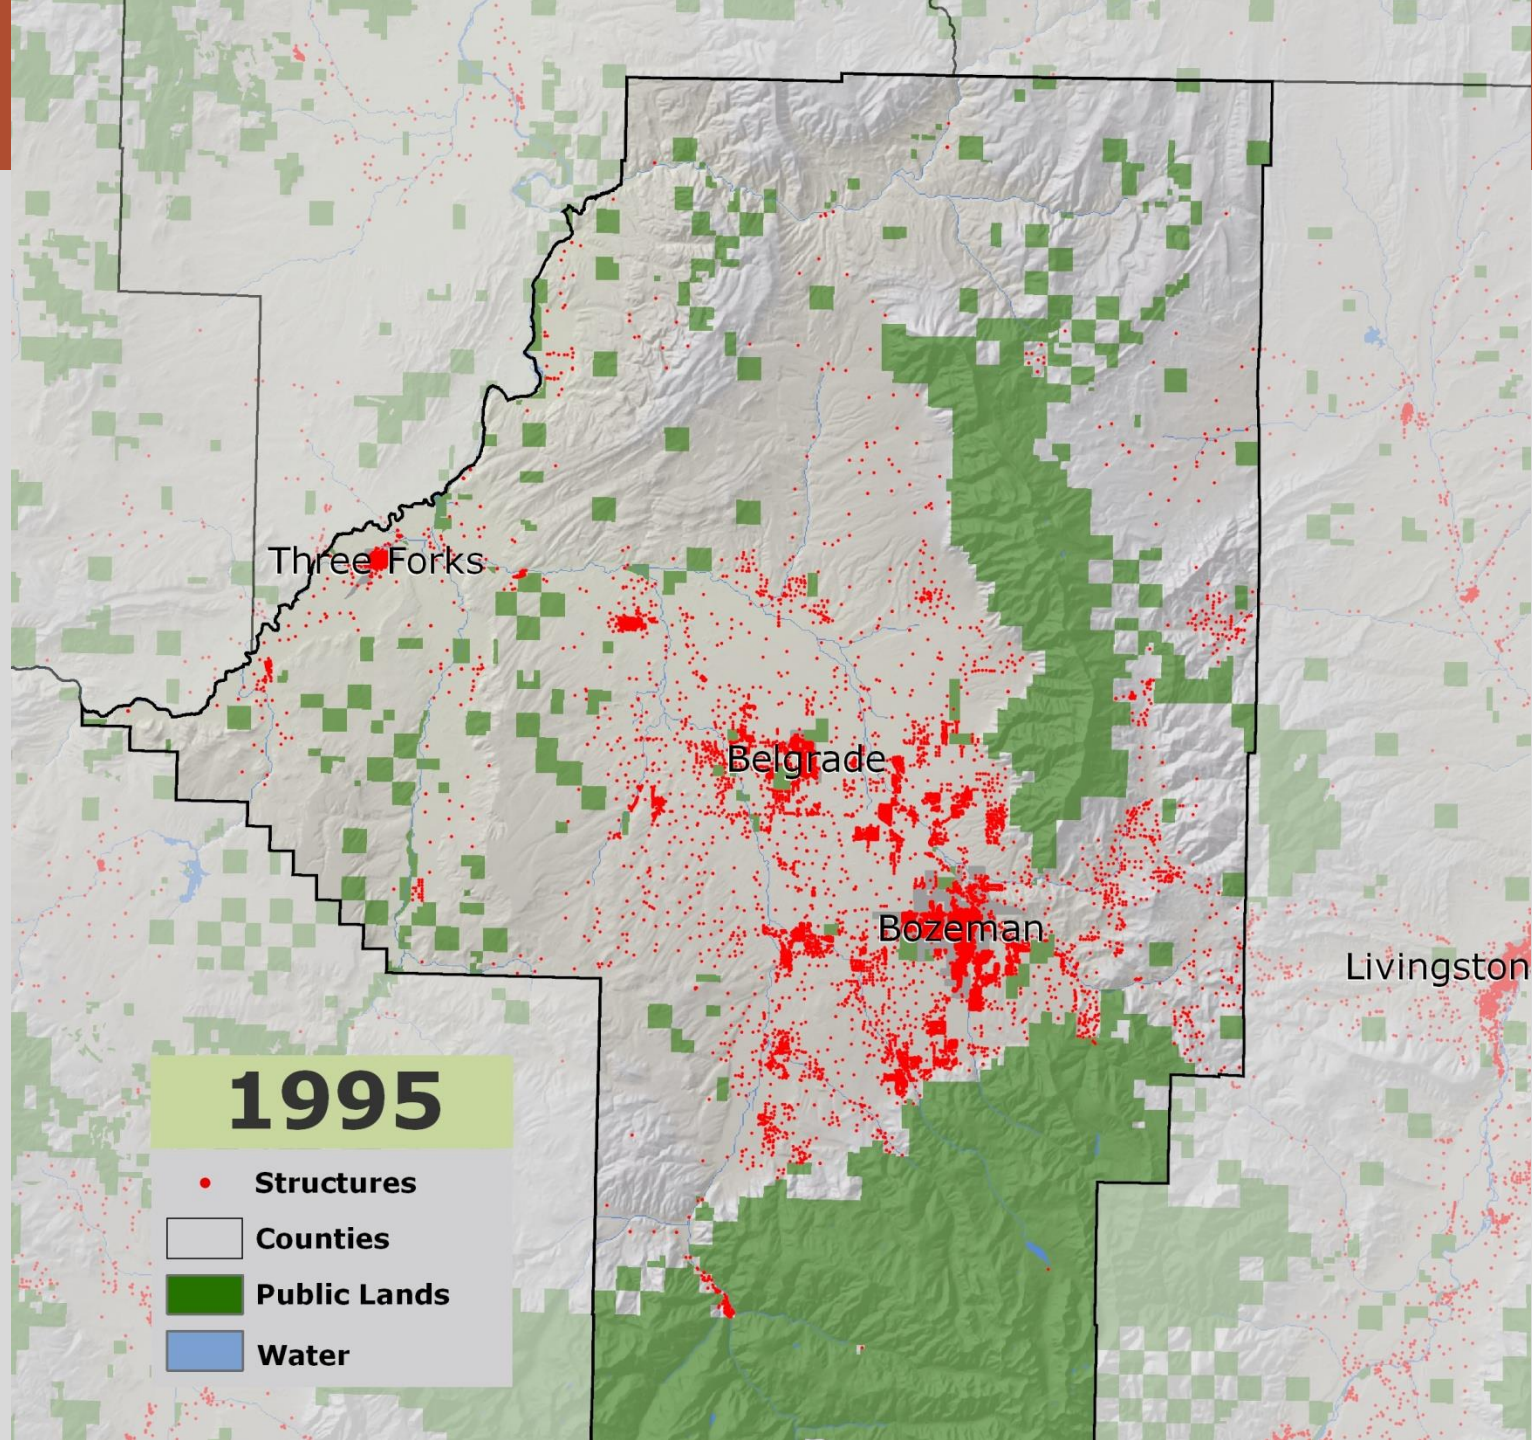 Three Forks
Belgrade
Bozeman
Livingston
1995
Structures
Counties
Public Lands
Water